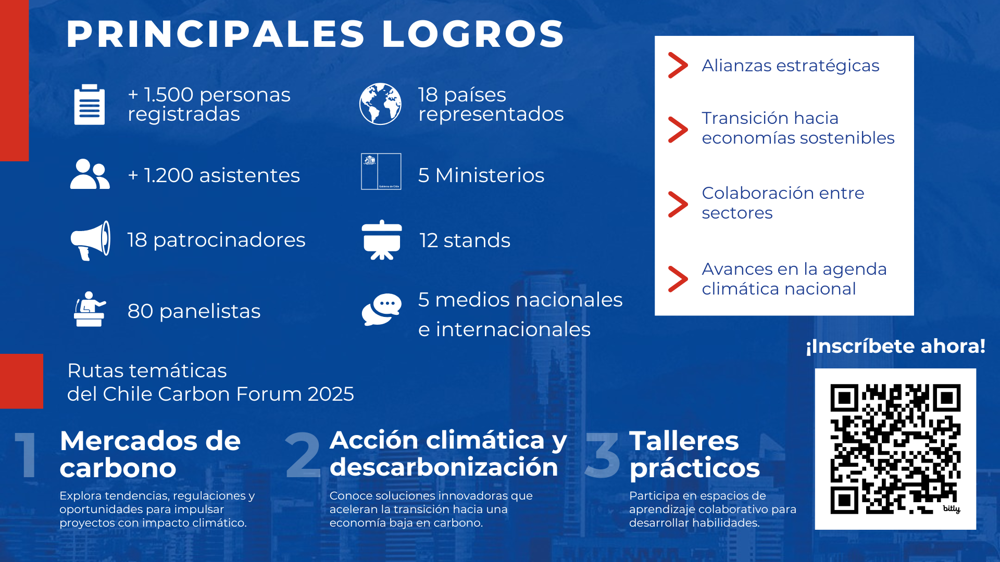 PRINCIPALES LOGROS
+ 1.500 personas
registradas
18 países
representados
+ 1.200 asistentes
Gobierno de Chile
5 Ministerios
18 patrocinadores
12 stands
80 panelistas
5 medios nacionales
e internacionales
Alianzas estratégicas
Transición hacia
economías sostenibles
Colaboración entre
sectores
Avances en la agenda
climática nacional
¡Inscríbete ahora!
bitly
Rutas temáticas
del Chile Carbon Forum 2025
1
Mercados de
carbono
Explora tendencias, regulaciones y
oportunidades para impulsar
proyectos con impacto climático.
2
Acción climática y
descarbonización
Conoce soluciones innovadoras que
aceleran la transición hacia una
economía baja en carbono.
3
Talleres
prácticos
Participa en espacios de
aprendizaje colaborativo para
desarrollar habilidades.